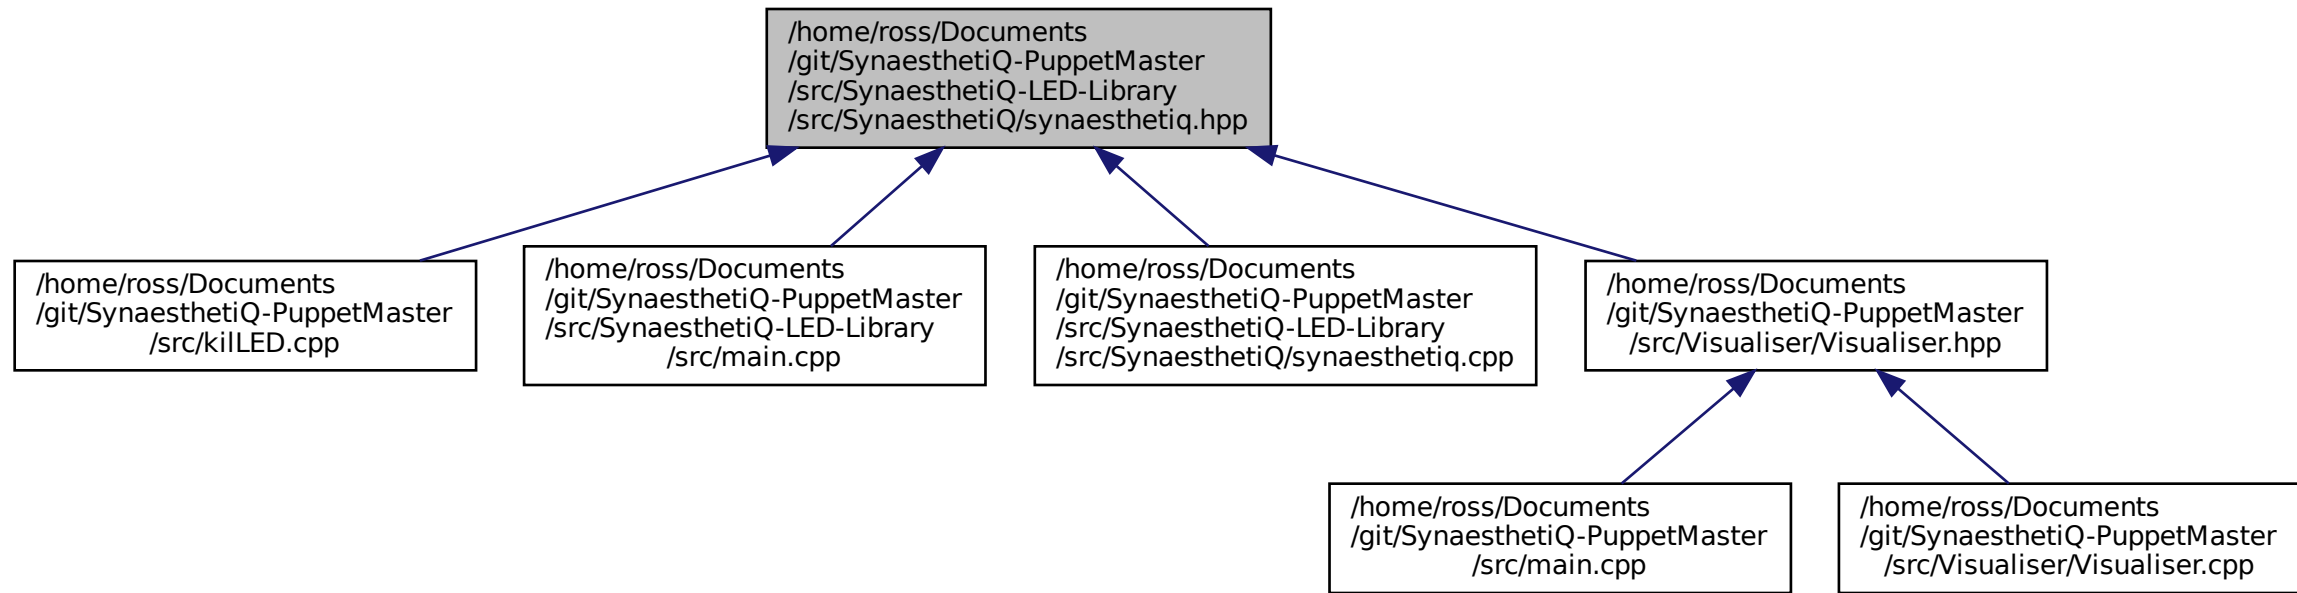 /home/ross/Documents
/git/SynaesthetiQ-PuppetMaster
/src/SynaesthetiQ-LED-Library
/src/SynaesthetiQ/synaesthetiq.hpp
/home/ross/Documents
/git/SynaesthetiQ-PuppetMaster
/src/kilLED.cpp
/home/ross/Documents
/git/SynaesthetiQ-PuppetMaster
/src/SynaesthetiQ-LED-Library
/src/main.cpp
/home/ross/Documents
/git/SynaesthetiQ-PuppetMaster
/src/SynaesthetiQ-LED-Library
/src/SynaesthetiQ/synaesthetiq.cpp
/home/ross/Documents
/git/SynaesthetiQ-PuppetMaster
/src/Visualiser/Visualiser.hpp
/home/ross/Documents
/git/SynaesthetiQ-PuppetMaster
/src/main.cpp
/home/ross/Documents
/git/SynaesthetiQ-PuppetMaster
/src/Visualiser/Visualiser.cpp